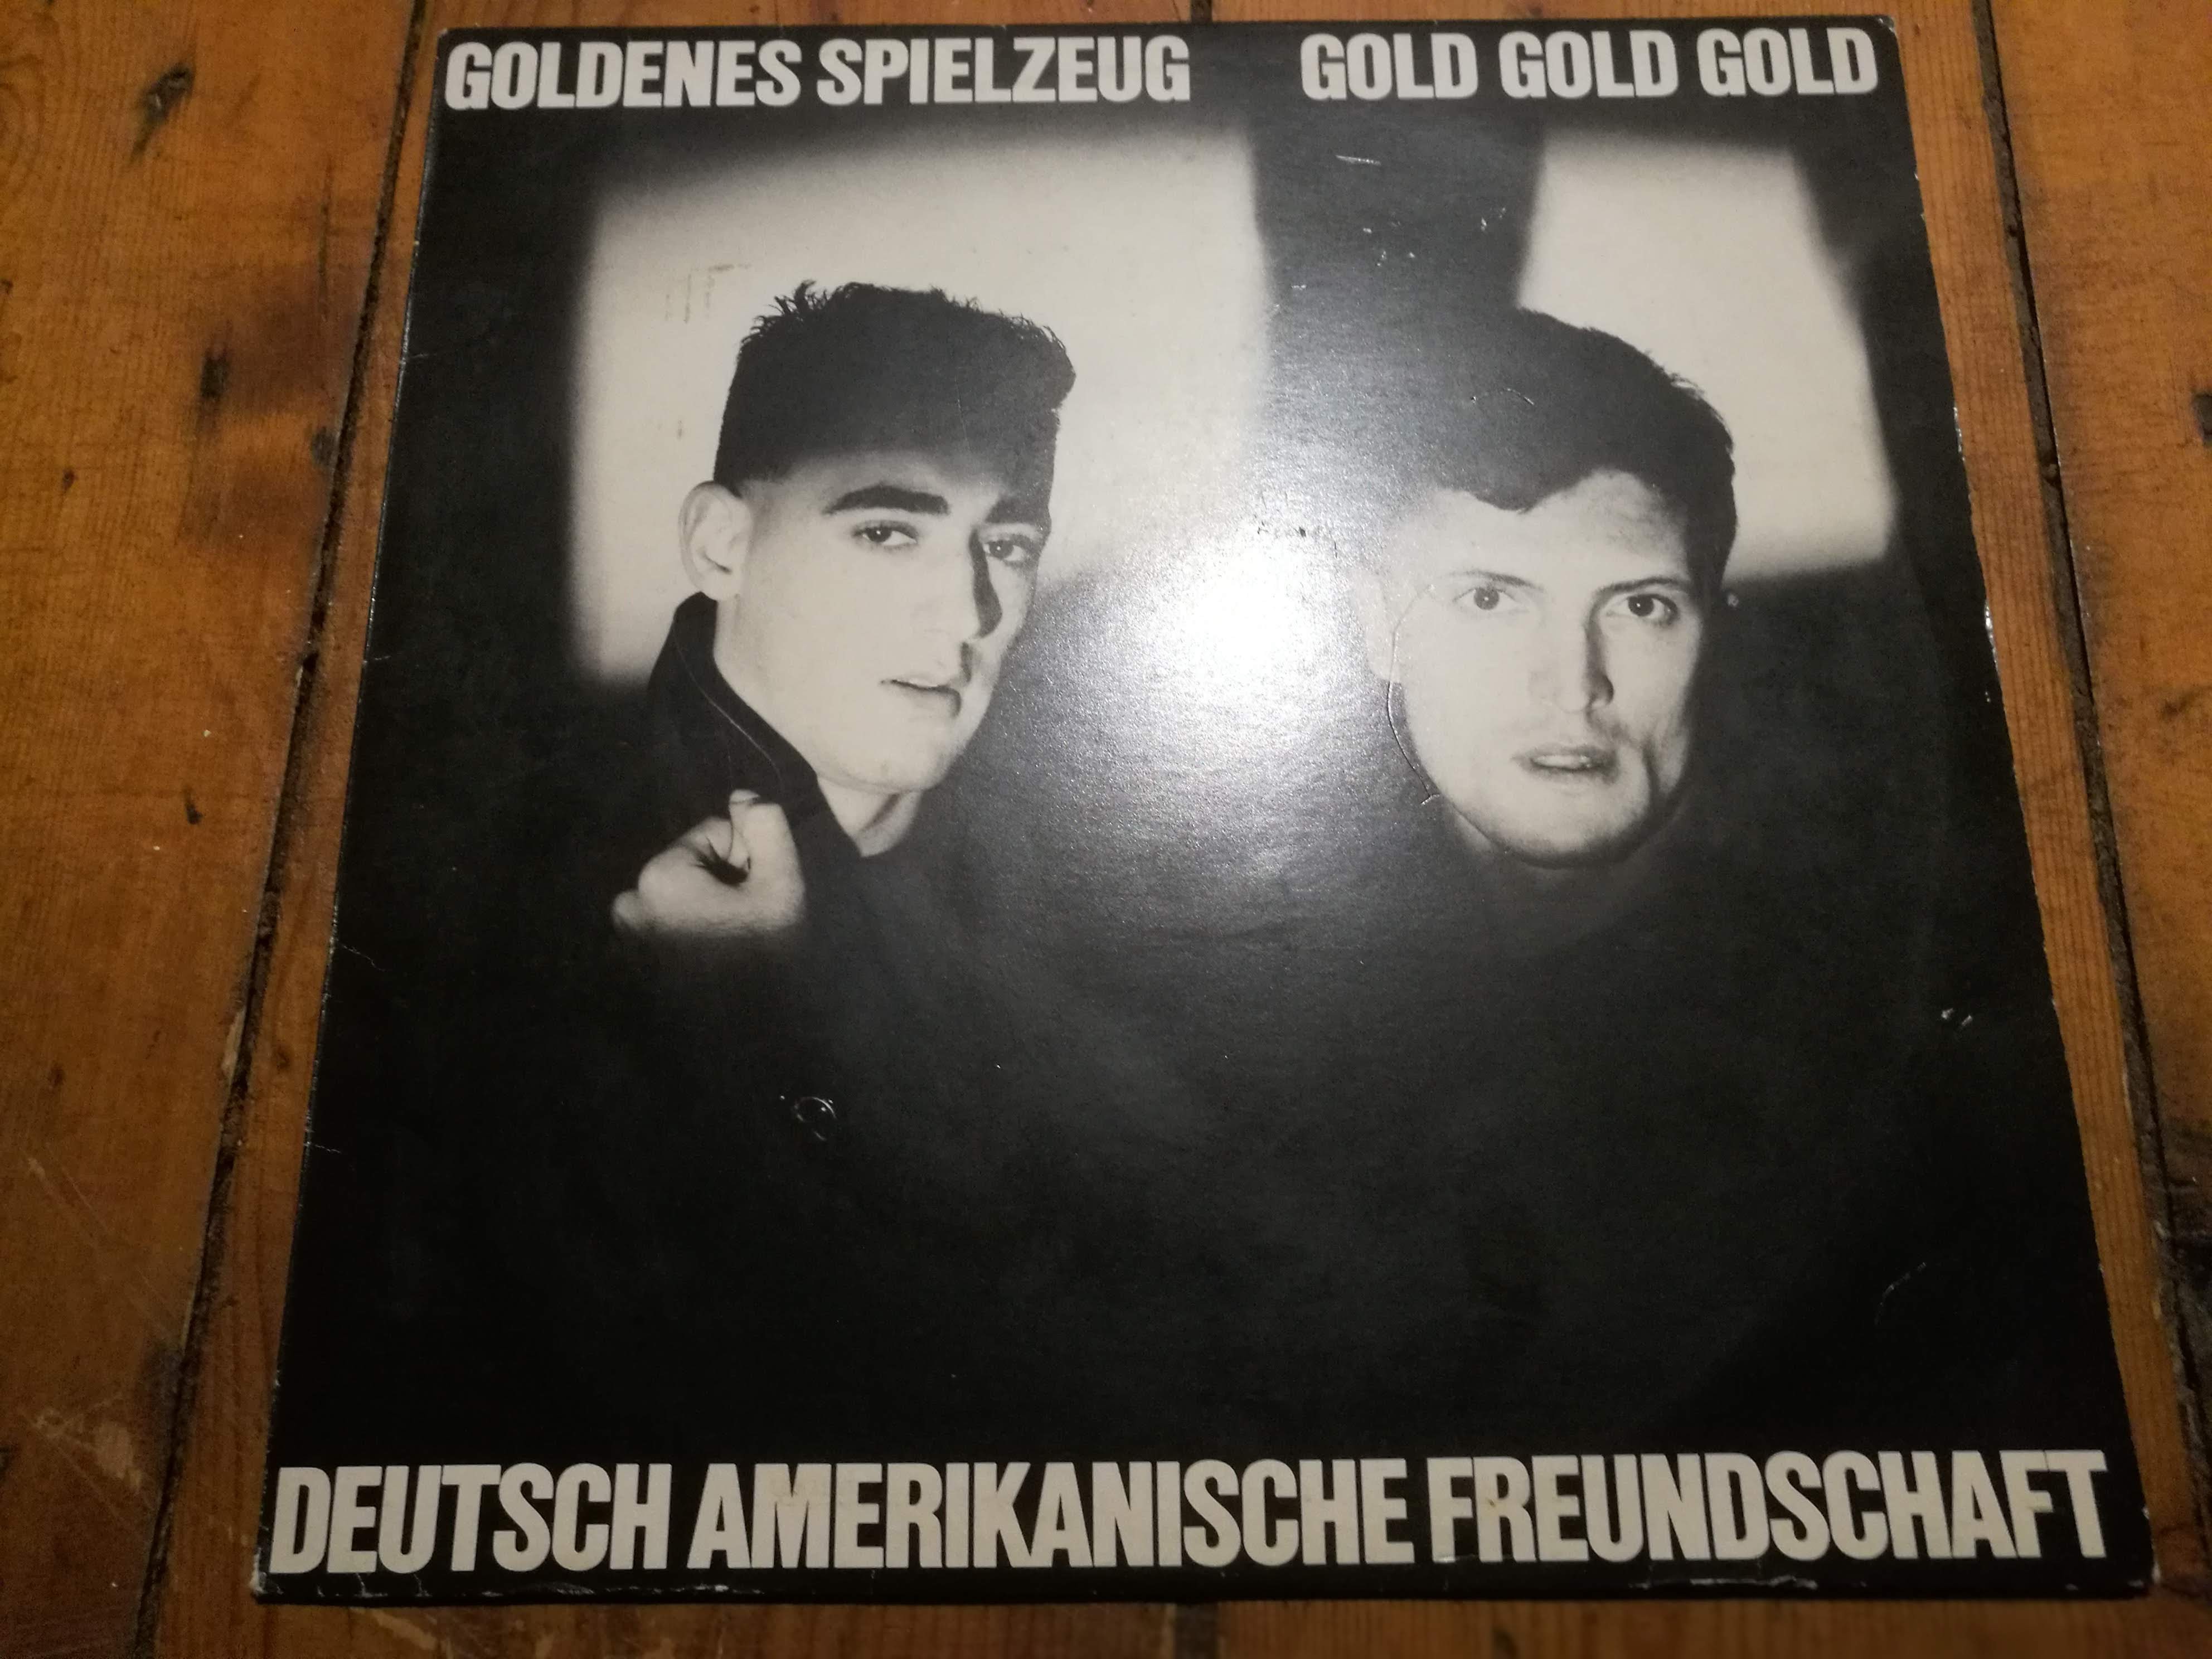 GOLDENES SPIELZEUG GOLD GOLD GOLD
DEUTSCH AMERIKANISCHE FREUNDSCHAFT